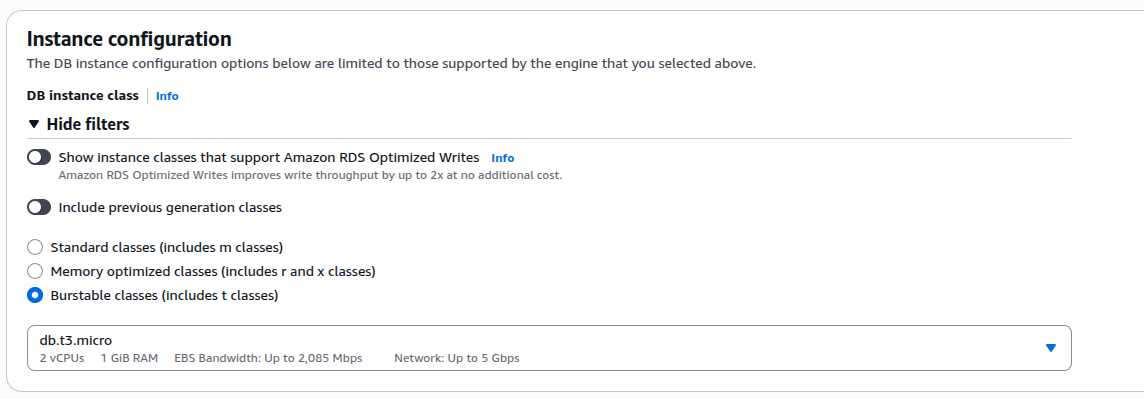 Instance configuration
The DB instance configuration options below are limited to those supported by the engine that you selected above.
DB instance class Info
Hide filters
Show instance classes that support Amazon RDS Optimized Writes Info
Amazon RDS Optimized Writes improves write throughput by up to 2x at no additional cost.
Include previous generation classes
Standard classes (includes m classes)
Memory optimized classes (includes r and x classes)
Burstable classes (includes t classes)
db.t3.micro
2 vCPUs 1 GiB RAM EBS Bandwidth: Up to 2,085 Mbps Network: Up to 5 Gbps